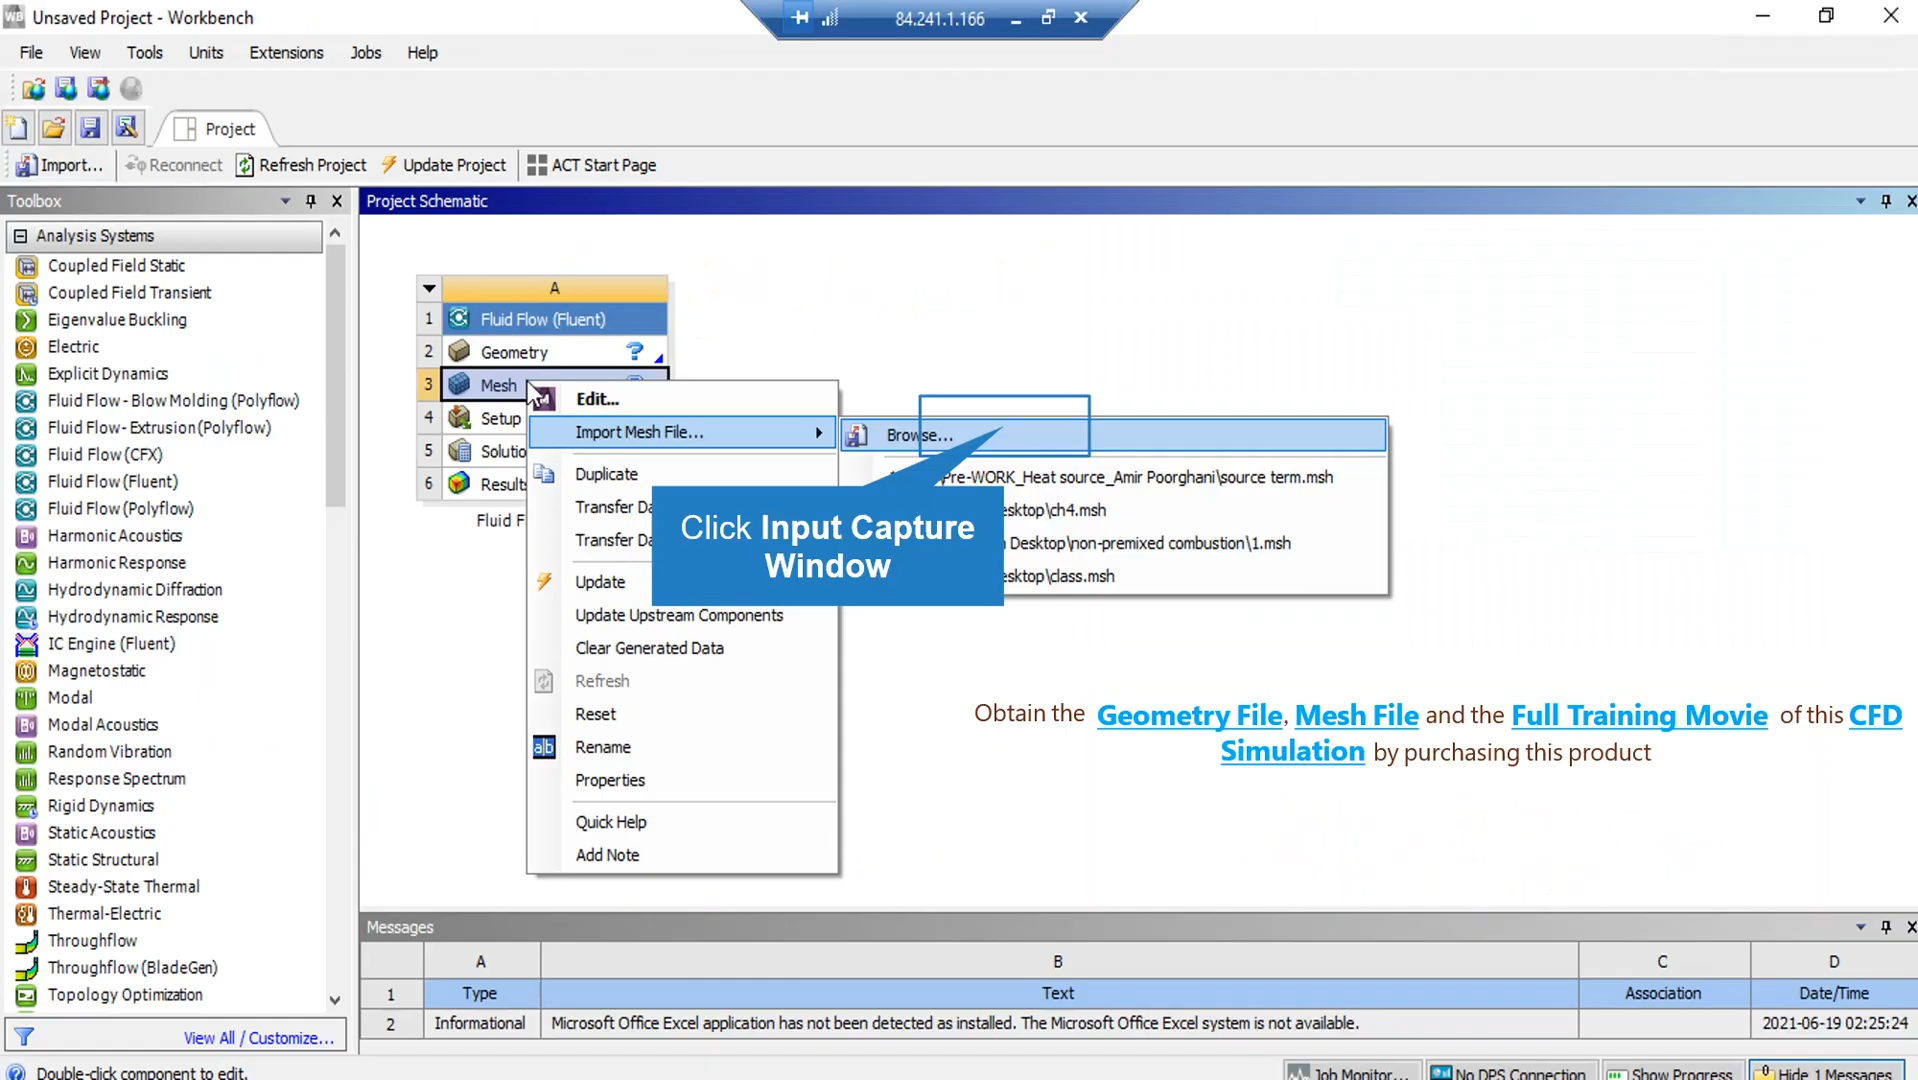 Unsaved Project - Workbench
84.241.1.166
File View Tools Units Extensions Jobs Help
Project
Import... Reconnect Refresh Project Update Project ACT Start Page
Toolbox
Project Schematic
Analysis Systems
Coupled Field Static
Coupled Field Transient
Eigenvalue Buckling
Electric
Explicit Dynamics
Fluid Flow - Blow Molding (Polyflow)
Fluid Flow- Extrusion (Polyflow)
Fluid Flow (CFX)
Fluid Flow (Fluent)
Fluid Flow (Polyflow)
Harmonic Acoustics
Harmonic Response
Hydrodynamic Diffraction
Hydrodynamic Response
IC Engine (Fluent)
Magnetostatic
Modal
Modal Acoustics
Random Vibration
Response Spectrum
Rigid Dynamics
Static Acoustics
Static Structural
Steady-State Thermal
Thermal-Electric
Throughflow
Throughflow (BladeGen)
Topology Optimization
View All / Customize...
A
1 Fluid Flow (Fluent)
2 Geometry ?
3 Mesh
4 Setup
5 Solutio
6 Results
Fluid F
Edit...
Import Mesh File...
Duplicate
Transfer Da
Transfer Da
Update
Update Upstream Components
Clear Generated Data
Refresh
Reset
Rename
Properties
Quick Help
Add Note
Browse...
Pre-WORK_Heat source_Amir Poorghani\source term.msh
esktop\ch4.msh
Desktop\non-premixed combustion\1.msh
esktop\class.msh
Click Input Capture
Window
Obtain the Geometry File, Mesh File and the Full Training Movie of this CFD
Simulation by purchasing this product
Messages
A B C D
1 Type Text Association Date/Time
2 Informational Microsoft Office Excel application has not been detected as installed. The Microsoft Office Excel system is not available. 2021-06-19 02:25:24
Double-click component to edit.
Job Monitor... No DPS Connection Show Progress Hide 1 Messages